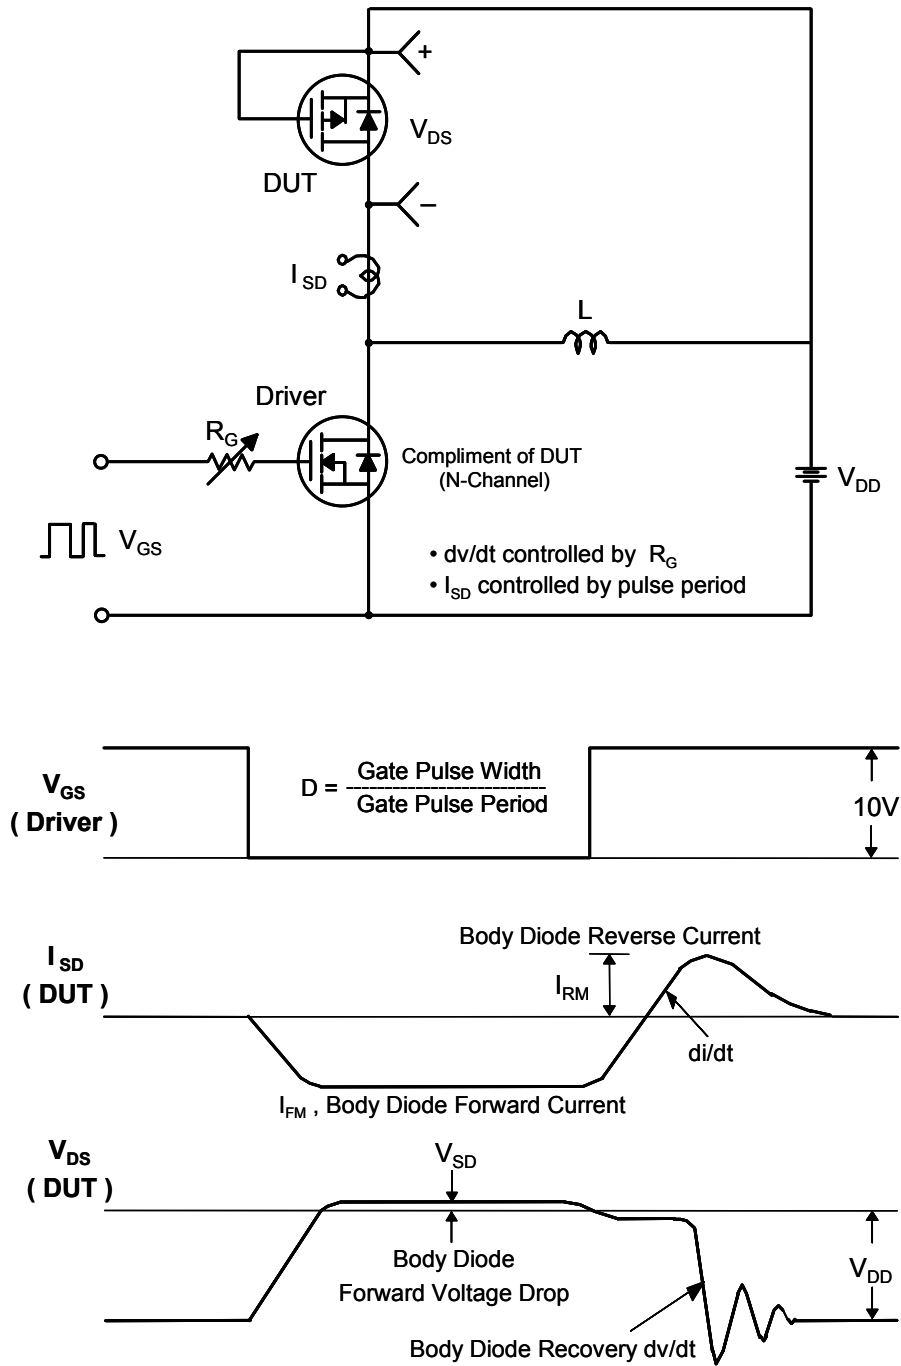 +
V_DS
DUT
−
I_SD
L
Driver
R_G
Compliment of DUT
(N-Channel)
V_DD
V_GS
• dv/dt controlled by R_G
• I_SD controlled by pulse period
V_GS
( Driver )
D = Gate Pulse Width
Gate Pulse Period
10V
Body Diode Reverse Current
I_SD
( DUT )
I_RM
di/dt
I_FM , Body Diode Forward Current
V_DS
( DUT )
V_SD
Body Diode
Forward Voltage Drop
V_DD
Body Diode Recovery dv/dt